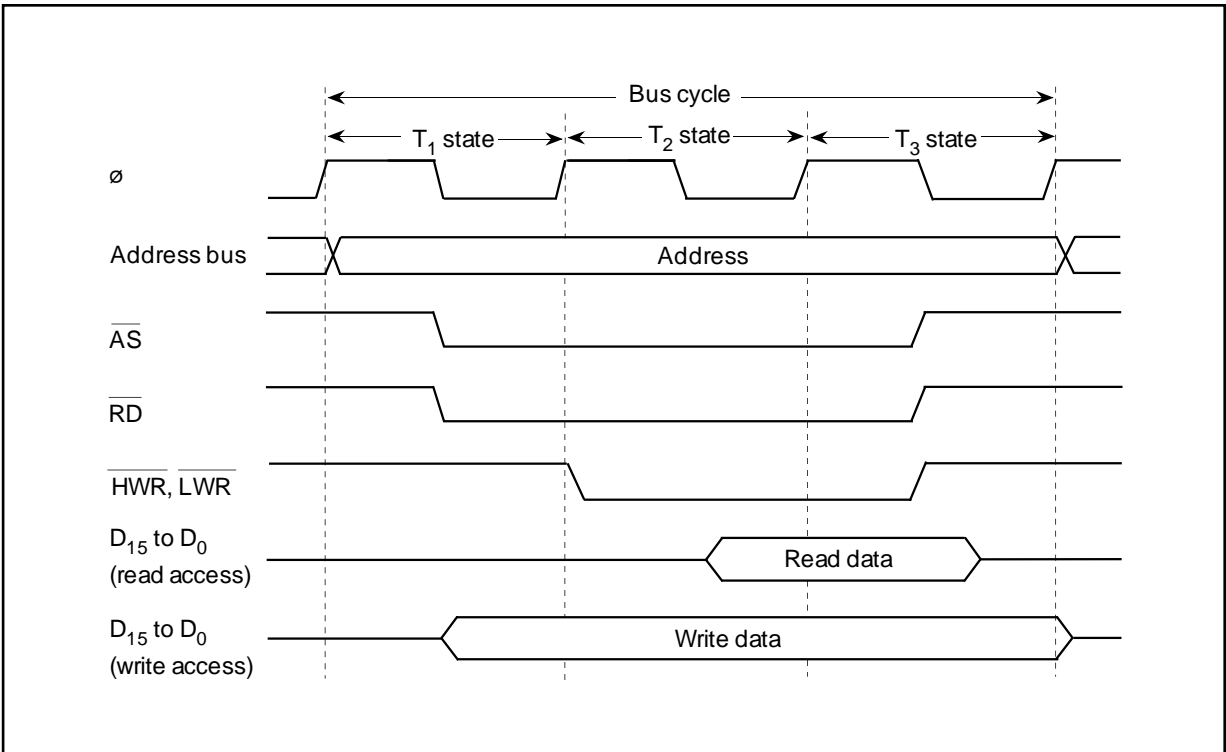 Bus cycle
T1 state
T2 state
T3 state
ø
Address bus
Address
AS
RD
HWR, LWR
D15 to D0
(read access)
Read data
D15 to D0
(write access)
Write data